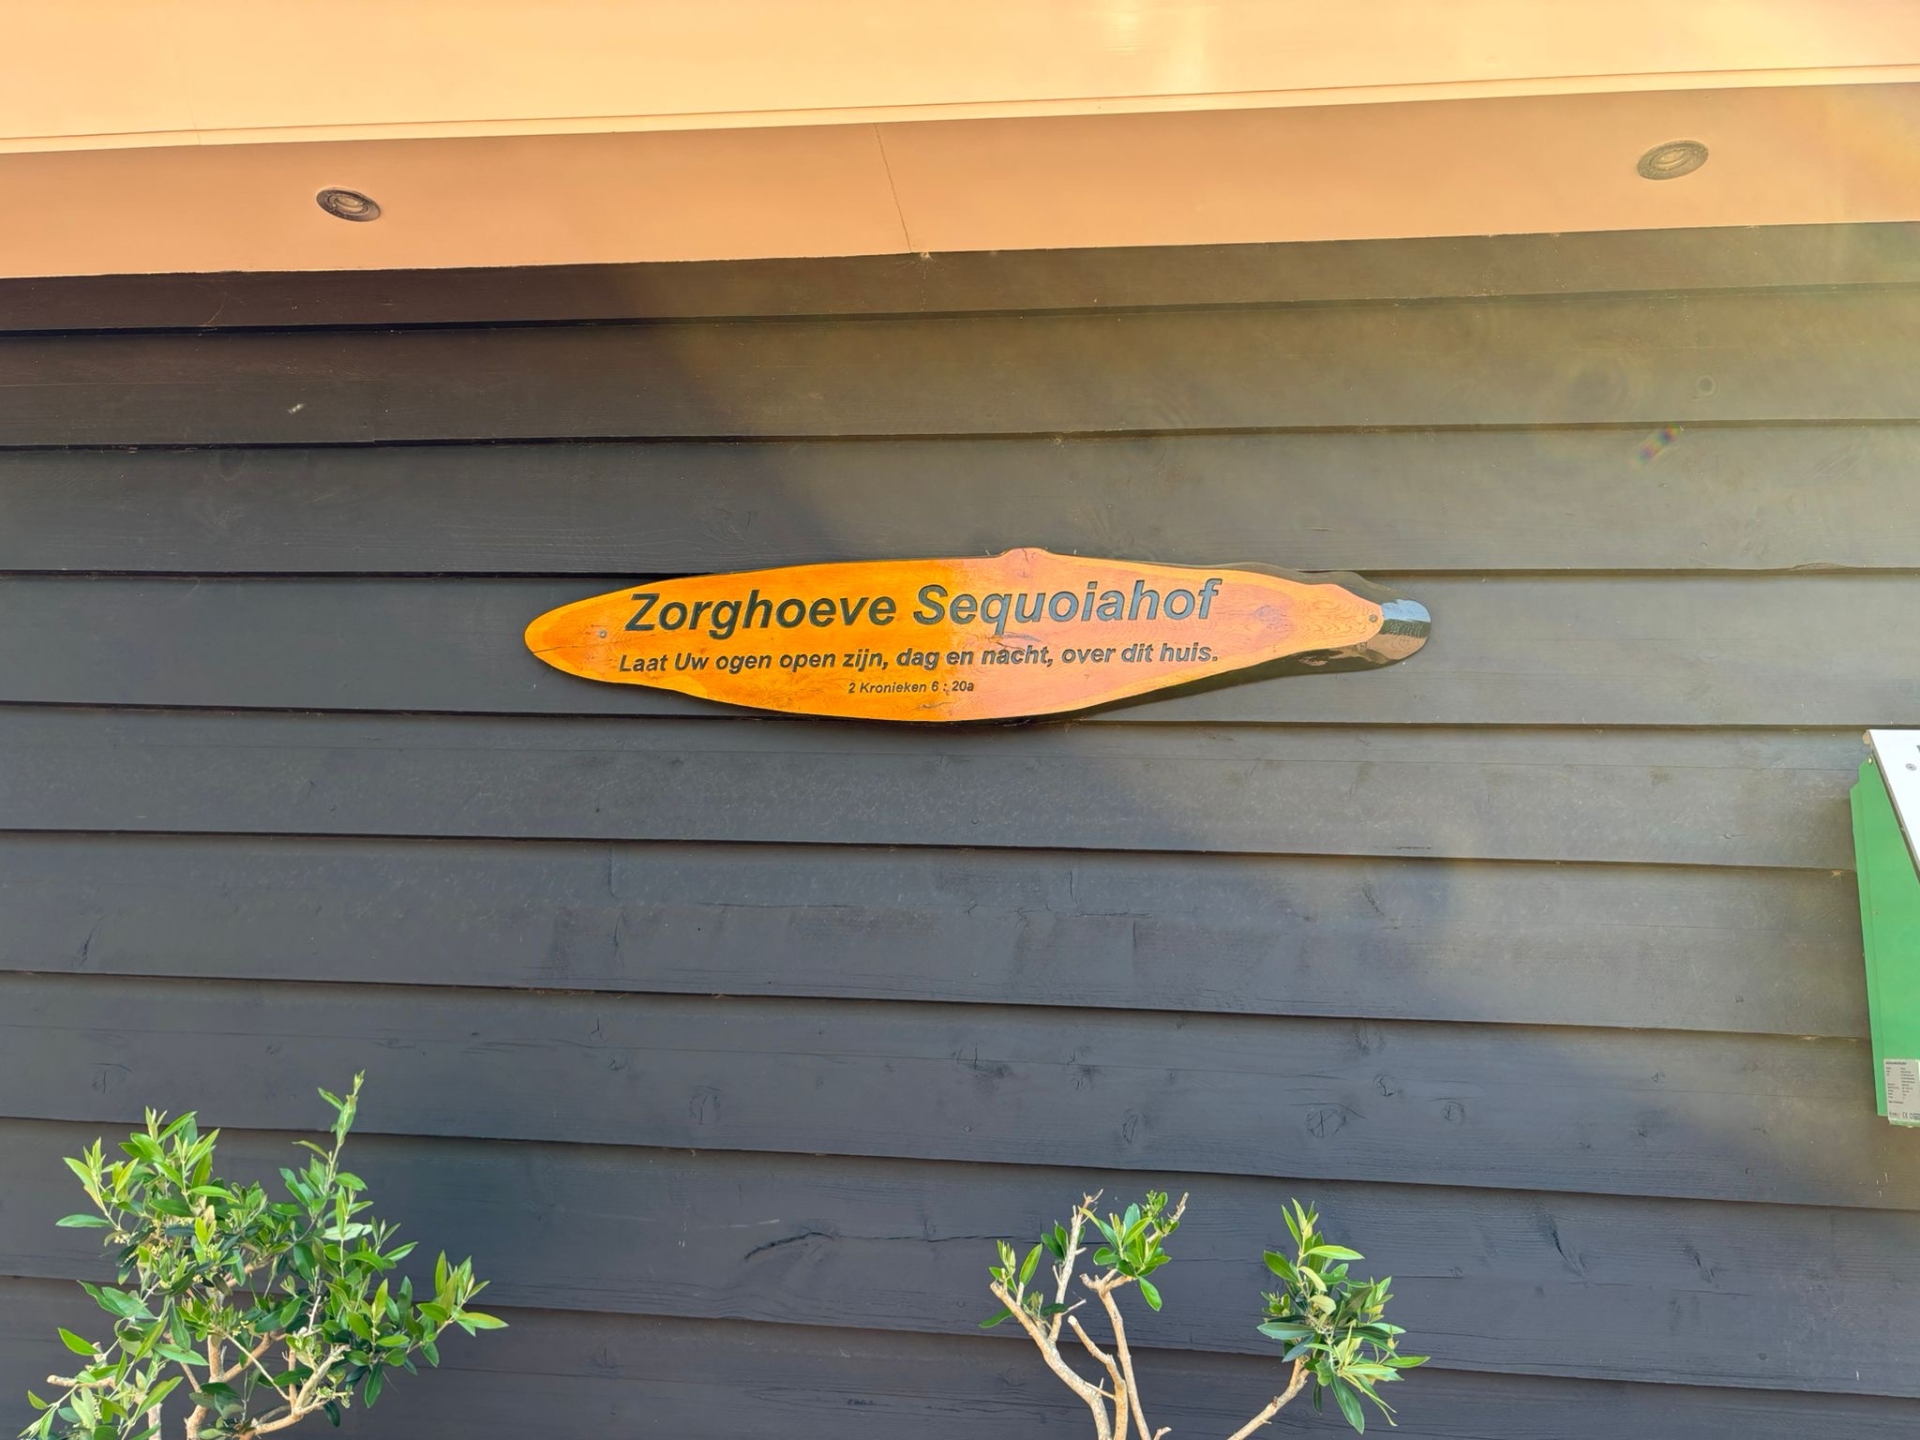 Zorghoeve Sequoiahof
Laat Uw ogen open zijn, dag en nacht, over dit huis.
2 Kronieken 6 : 20a